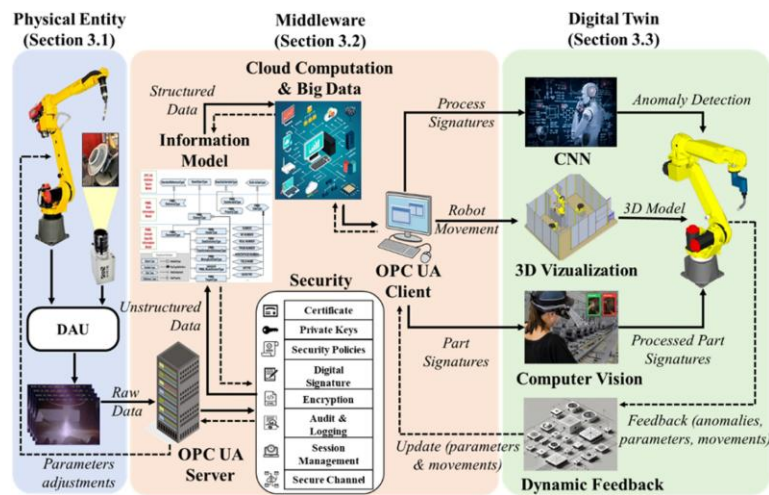 Physical Entity
(Section 3.1)
Middleware
(Section 3.2)
Digital Twin
(Section 3.3)
Cloud Computation
& Big Data
Structured
Data
Information
Model
Process
Signatures
Anomaly Detection
CNN
Robot
Movement
3D Model
3D Vizualization
OPC UA
Client
Security
Certificate
Private Keys
Security Policies
Digital
Signature
Encryption
Audit &
Logging
Session
Management
Secure Channel
Unstructured
Data
DAU
Raw
Data
OPC UA
Server
Parameters
adjustments
Part
Signatures
Processed Part
Signatures
Computer Vision
Update (parameters
& movements)
Feedback (anomalies,
parameters, movements)
Dynamic Feedback